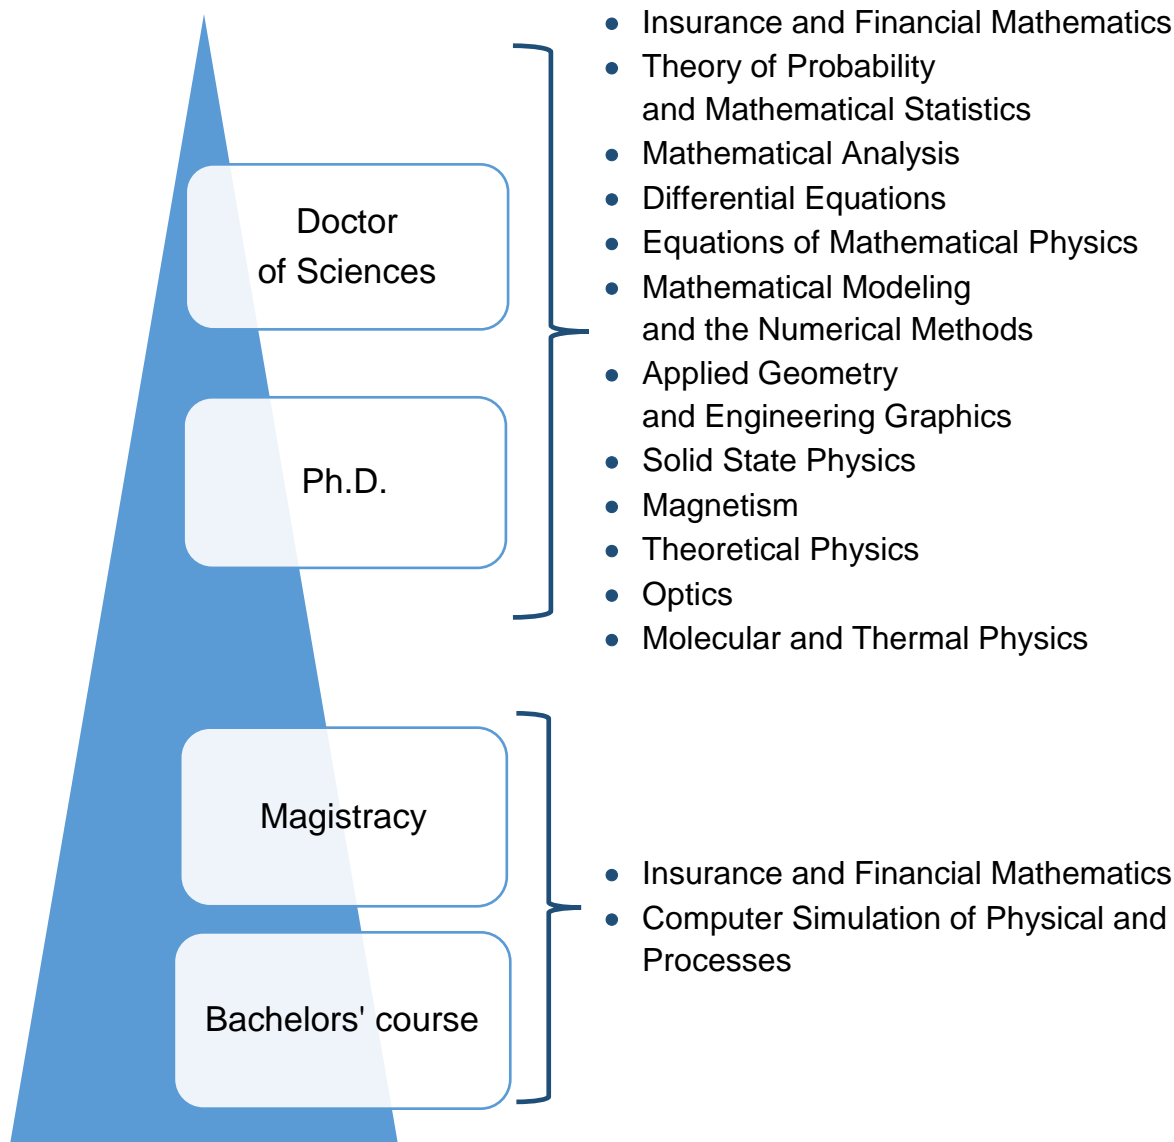 Doctor
of Sciences
Ph.D.
• Insurance and Financial Mathematics
• Theory of Probability
and Mathematical Statistics
• Mathematical Analysis
• Differential Equations
• Equations of Mathematical Physics
• Mathematical Modeling
and the Numerical Methods
• Applied Geometry
and Engineering Graphics
• Solid State Physics
• Magnetism
• Theoretical Physics
• Optics
• Molecular and Thermal Physics
Magistracy
Bachelors' course
• Insurance and Financial Mathematics
• Computer Simulation of Physical and
Processes